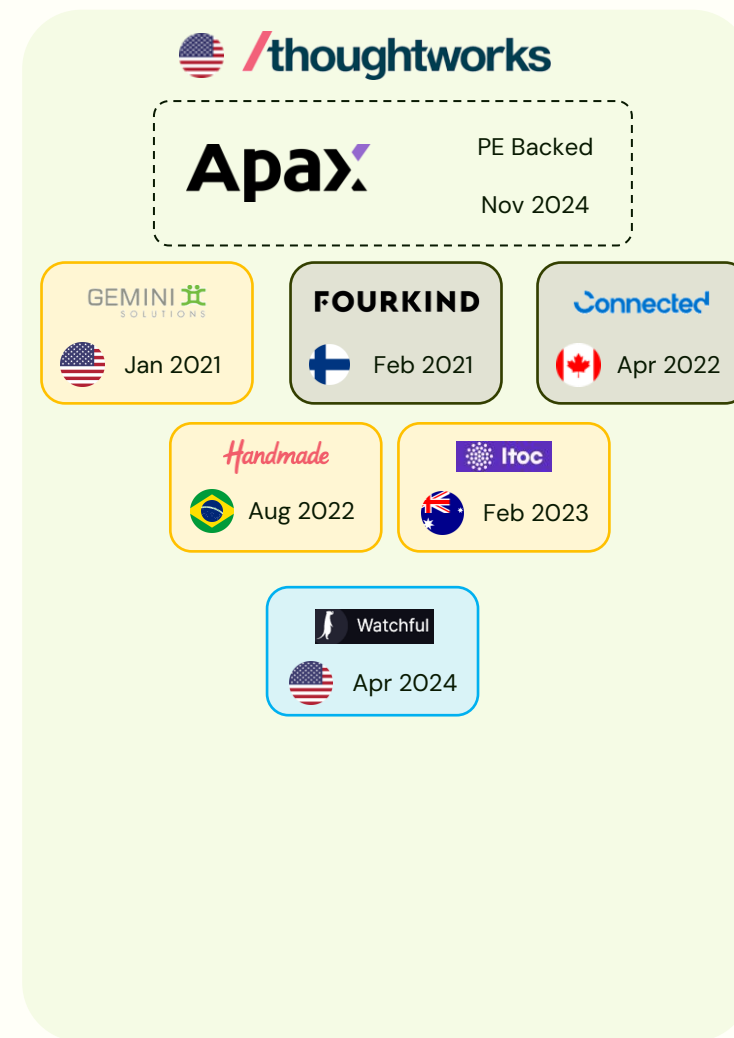 /thoughtworks
Apax
PE Backed
Nov 2024
GEMINI
SOLUTIONS
Jan 2021
FOURKIND
Feb 2021
Connected
Apr 2022
Handmade
Aug 2022
Itoc
Feb 2023
Watchful
Apr 2024